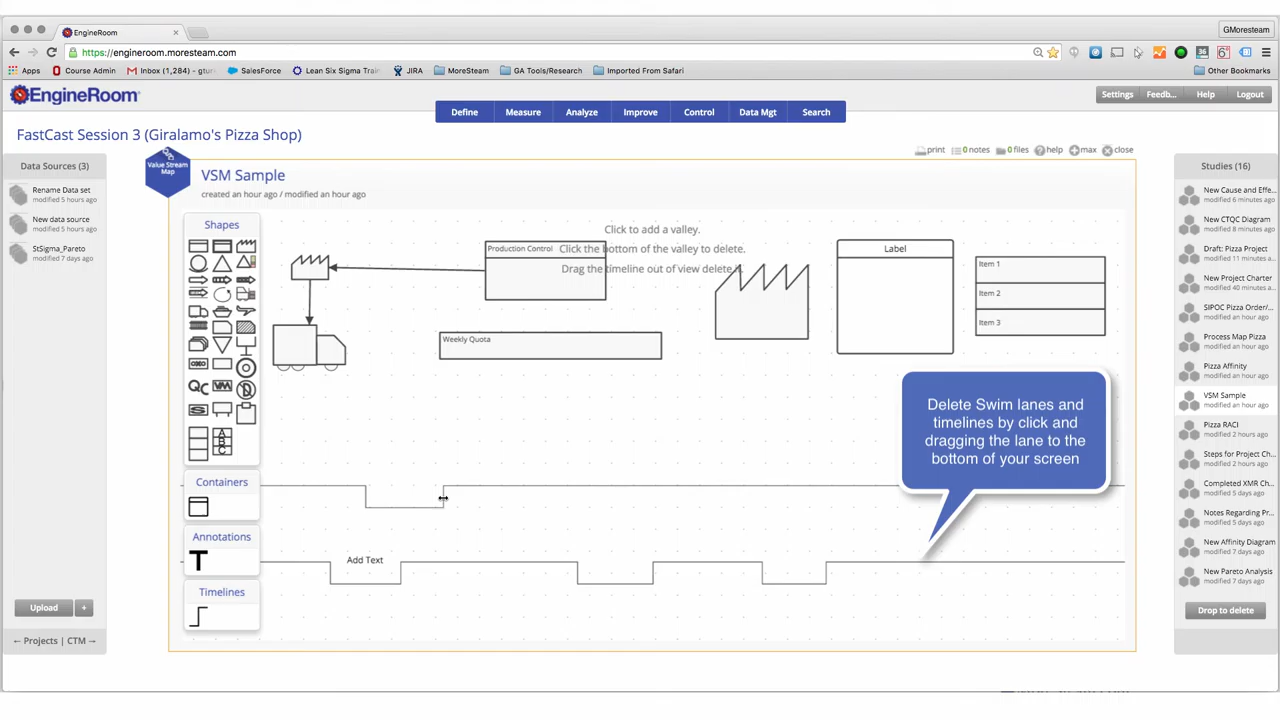 EngineRoom
GMoresteam
https://engineroom.moresteam.com
Apps
Course Admin
Inbox (1,284) - gtur
SalesForce
Lean Six Sigma Train
JIRA
MoreSteam
GA Tools/Research
Imported From Safari
Other Bookmarks
EngineRoom
Settings
Feedb...
Help
Logout
Define
Measure
Analyze
Improve
Control
Data Mgt
Search
FastCast Session 3 (Giralamo's Pizza Shop)
print
0 notes
0 files
help
max
close
Data Sources (3)
Rename Data set
modified 5 hours ago
New data source
modified 5 hours ago
StSigma_Pareto
modified 7 days ago
Upload
+
← Projects | CTM →
Value Stream
Map
VSM Sample
created an hour ago / modified an hour ago
Shapes
QC
A
B
C
Containers
Annotations
T
Timelines
Click to add a valley.
Click the bottom of the valley to delete.
Drag the timeline out of view delete it.
Production Control
Weekly Quota
Label
Item 1
Item 2
Item 3
Delete Swim lanes and
timelines by click and
dragging the lane to the
bottom of your screen
Add Text
Studies (16)
New Cause and Effe...
modified 6 minutes ago
New CTQC Diagram
modified 8 minutes ago
Draft: Pizza Project
modified 11 minutes a...
New Project Charter
modified 40 minutes a...
SIPOC Pizza Order/...
modified an hour ago
Process Map Pizza
modified an hour ago
Pizza Affinity
modified an hour ago
VSM Sample
modified an hour ago
Pizza RACI
modified 2 hours ago
Steps for Project Ch...
modified 2 hours ago
Completed XMR Ch...
modified 5 days ago
Notes Regarding Pr...
modified 5 days ago
New Affinity Diagram
modified 7 days ago
New Pareto Analysis
modified 7 days ago
Drop to delete